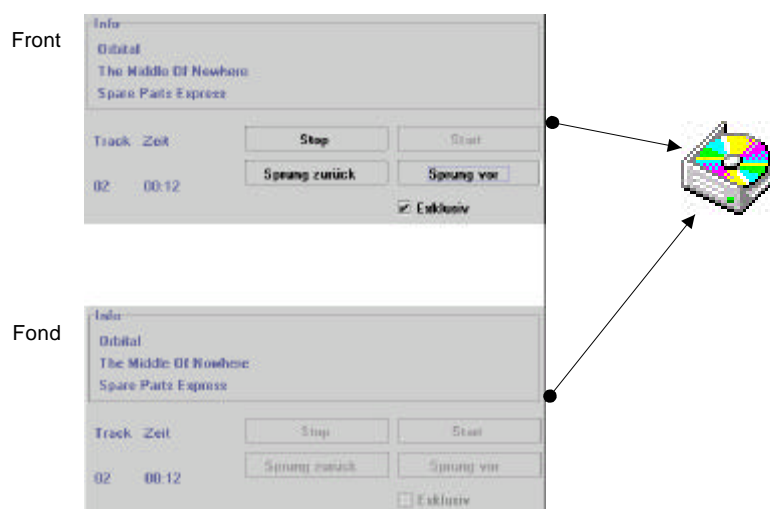 Front
Info
Orbital
The Middle Of Nowhere
Spare Parts Express
Track Zeit Stop Start
Sprung zurück Sprung vor
02 00:12
Exklusiv
Fond
Info
Orbital
The Middle Of Nowhere
Spare Parts Express
Track Zeit Stop Start
Sprung zurück Sprung vor
02 00:12
Exklusiv